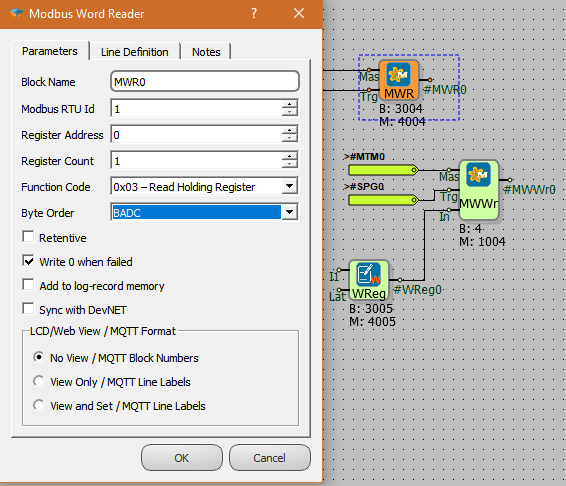 Modbus Word Reader
?
Parameters
Line Definition
Notes
Block Name
MWR0
Modbus RTU Id
1
Register Address
0
Register Count
1
Function Code
0x03 – Read Holding Register
Byte Order
BADC
Retentive
Write 0 when failed
Add to log-record memory
Sync with DevNET
LCD/Web View / MQTT Format
No View / MQTT Block Numbers
View Only / MQTT Line Labels
View and Set / MQTT Line Labels
OK
Cancel
Mas
Trg
M
MWR
#MWR0
B: 3004
M: 4004
>#MTM0
>#SPG0
Mas
Trg
In
M
MWWr
#MWWr0
B: 4
M: 1004
I1
Lat
WReg
#WReg0
B: 3005
M: 4005